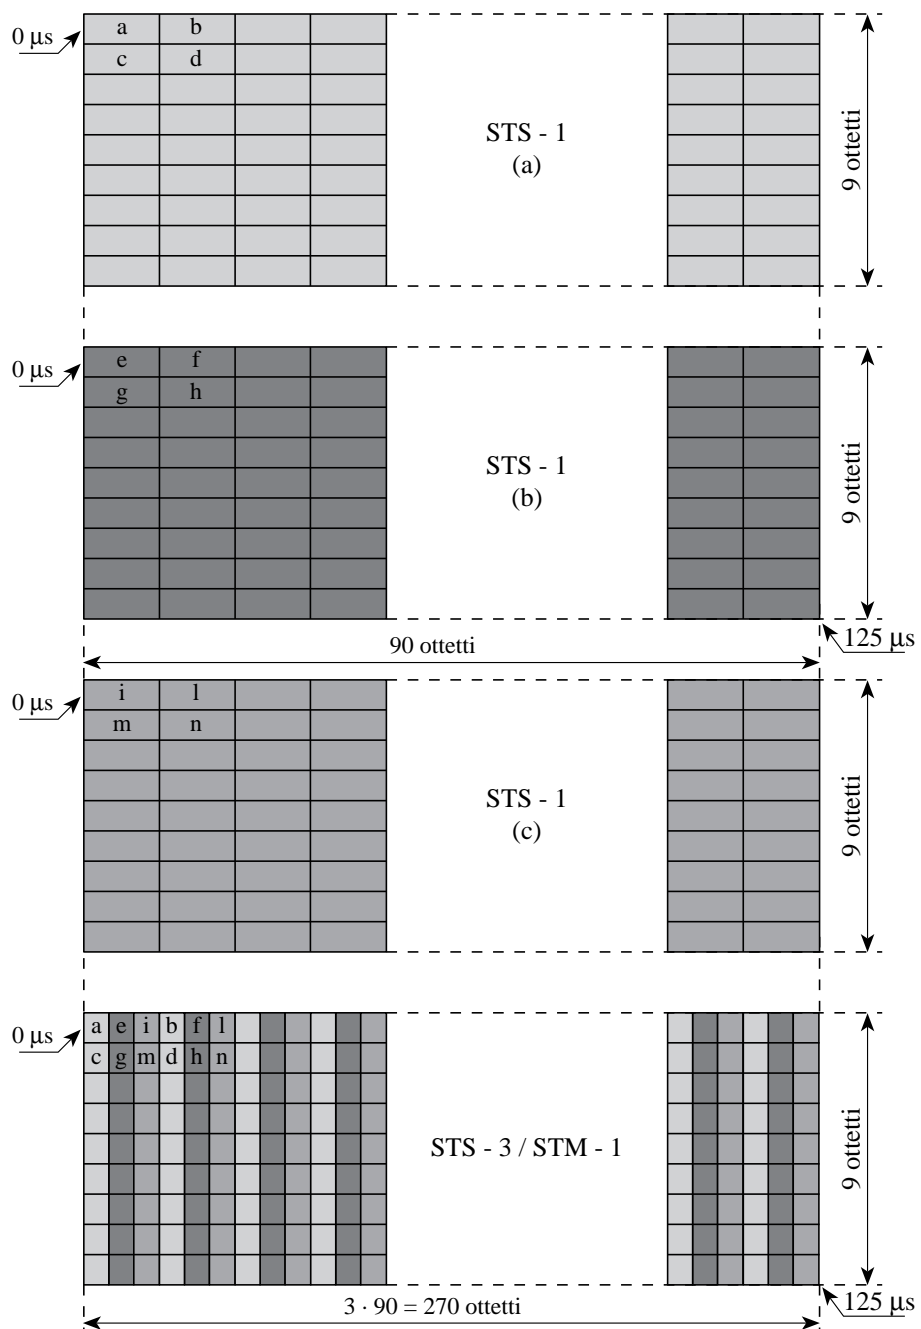 0 μs
a b
c d
STS - 1
(a)
9 ottetti
0 μs
e f
g h
STS - 1
(b)
9 ottetti
125 μs
90 ottetti
0 μs
i l
m n
STS - 1
(c)
9 ottetti
0 μs
a e i b f l
c g m d h n
STS - 3 / STM - 1
9 ottetti
125 μs
3 · 90 = 270 ottetti